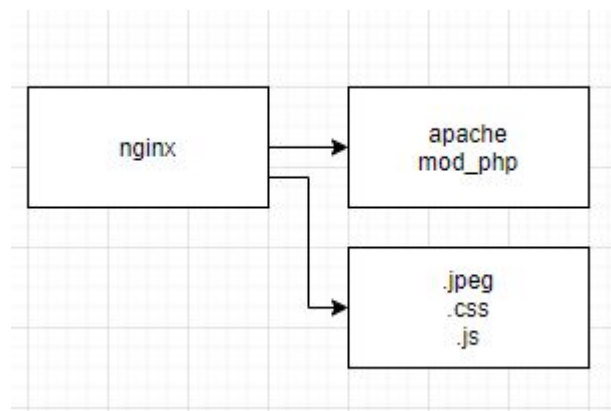 nginx
apache
mod_php
.jpeg
.css
.js